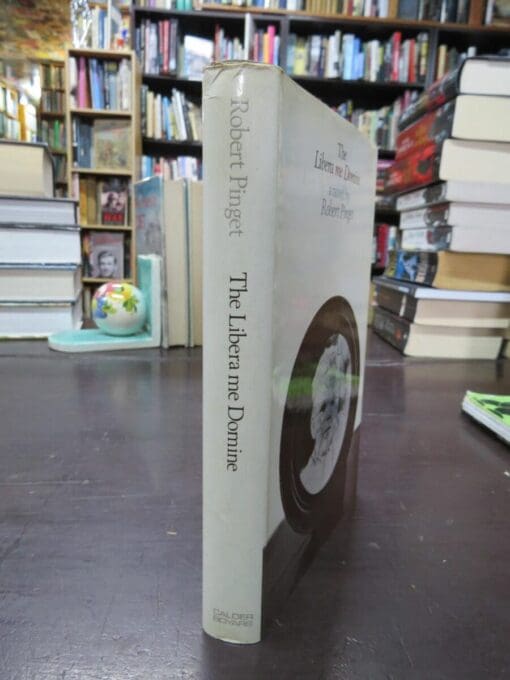 Robert Pinget The Libera me Domine
CALDER
BOYARS
The
Libera me Domine
a novel by
Robert Pinget